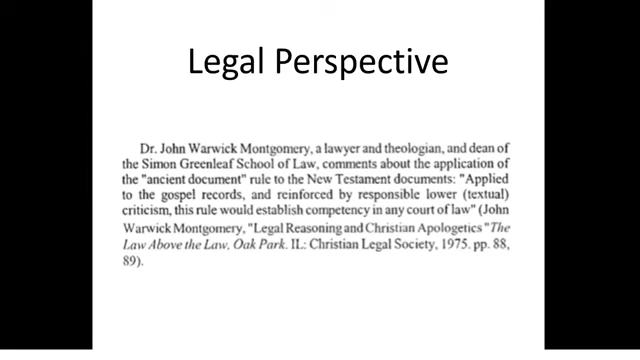 Legal Perspective
Dr. John Warwick Montgomery, a lawyer and theologian, and dean of
the Simon Greenleaf School of Law, comments about the application of
the "ancient document" rule to the New Testament documents: "Applied
to the gospel records, and reinforced by responsible lower (textual)
criticism, this rule would establish competency in any court of law" (John
Warwick Montgomery, "Legal Reasoning and Christian Apologetics "The
Law Above the Law, Oak Park. IL: Christian Legal Society, 1975. pp. 88,
89).